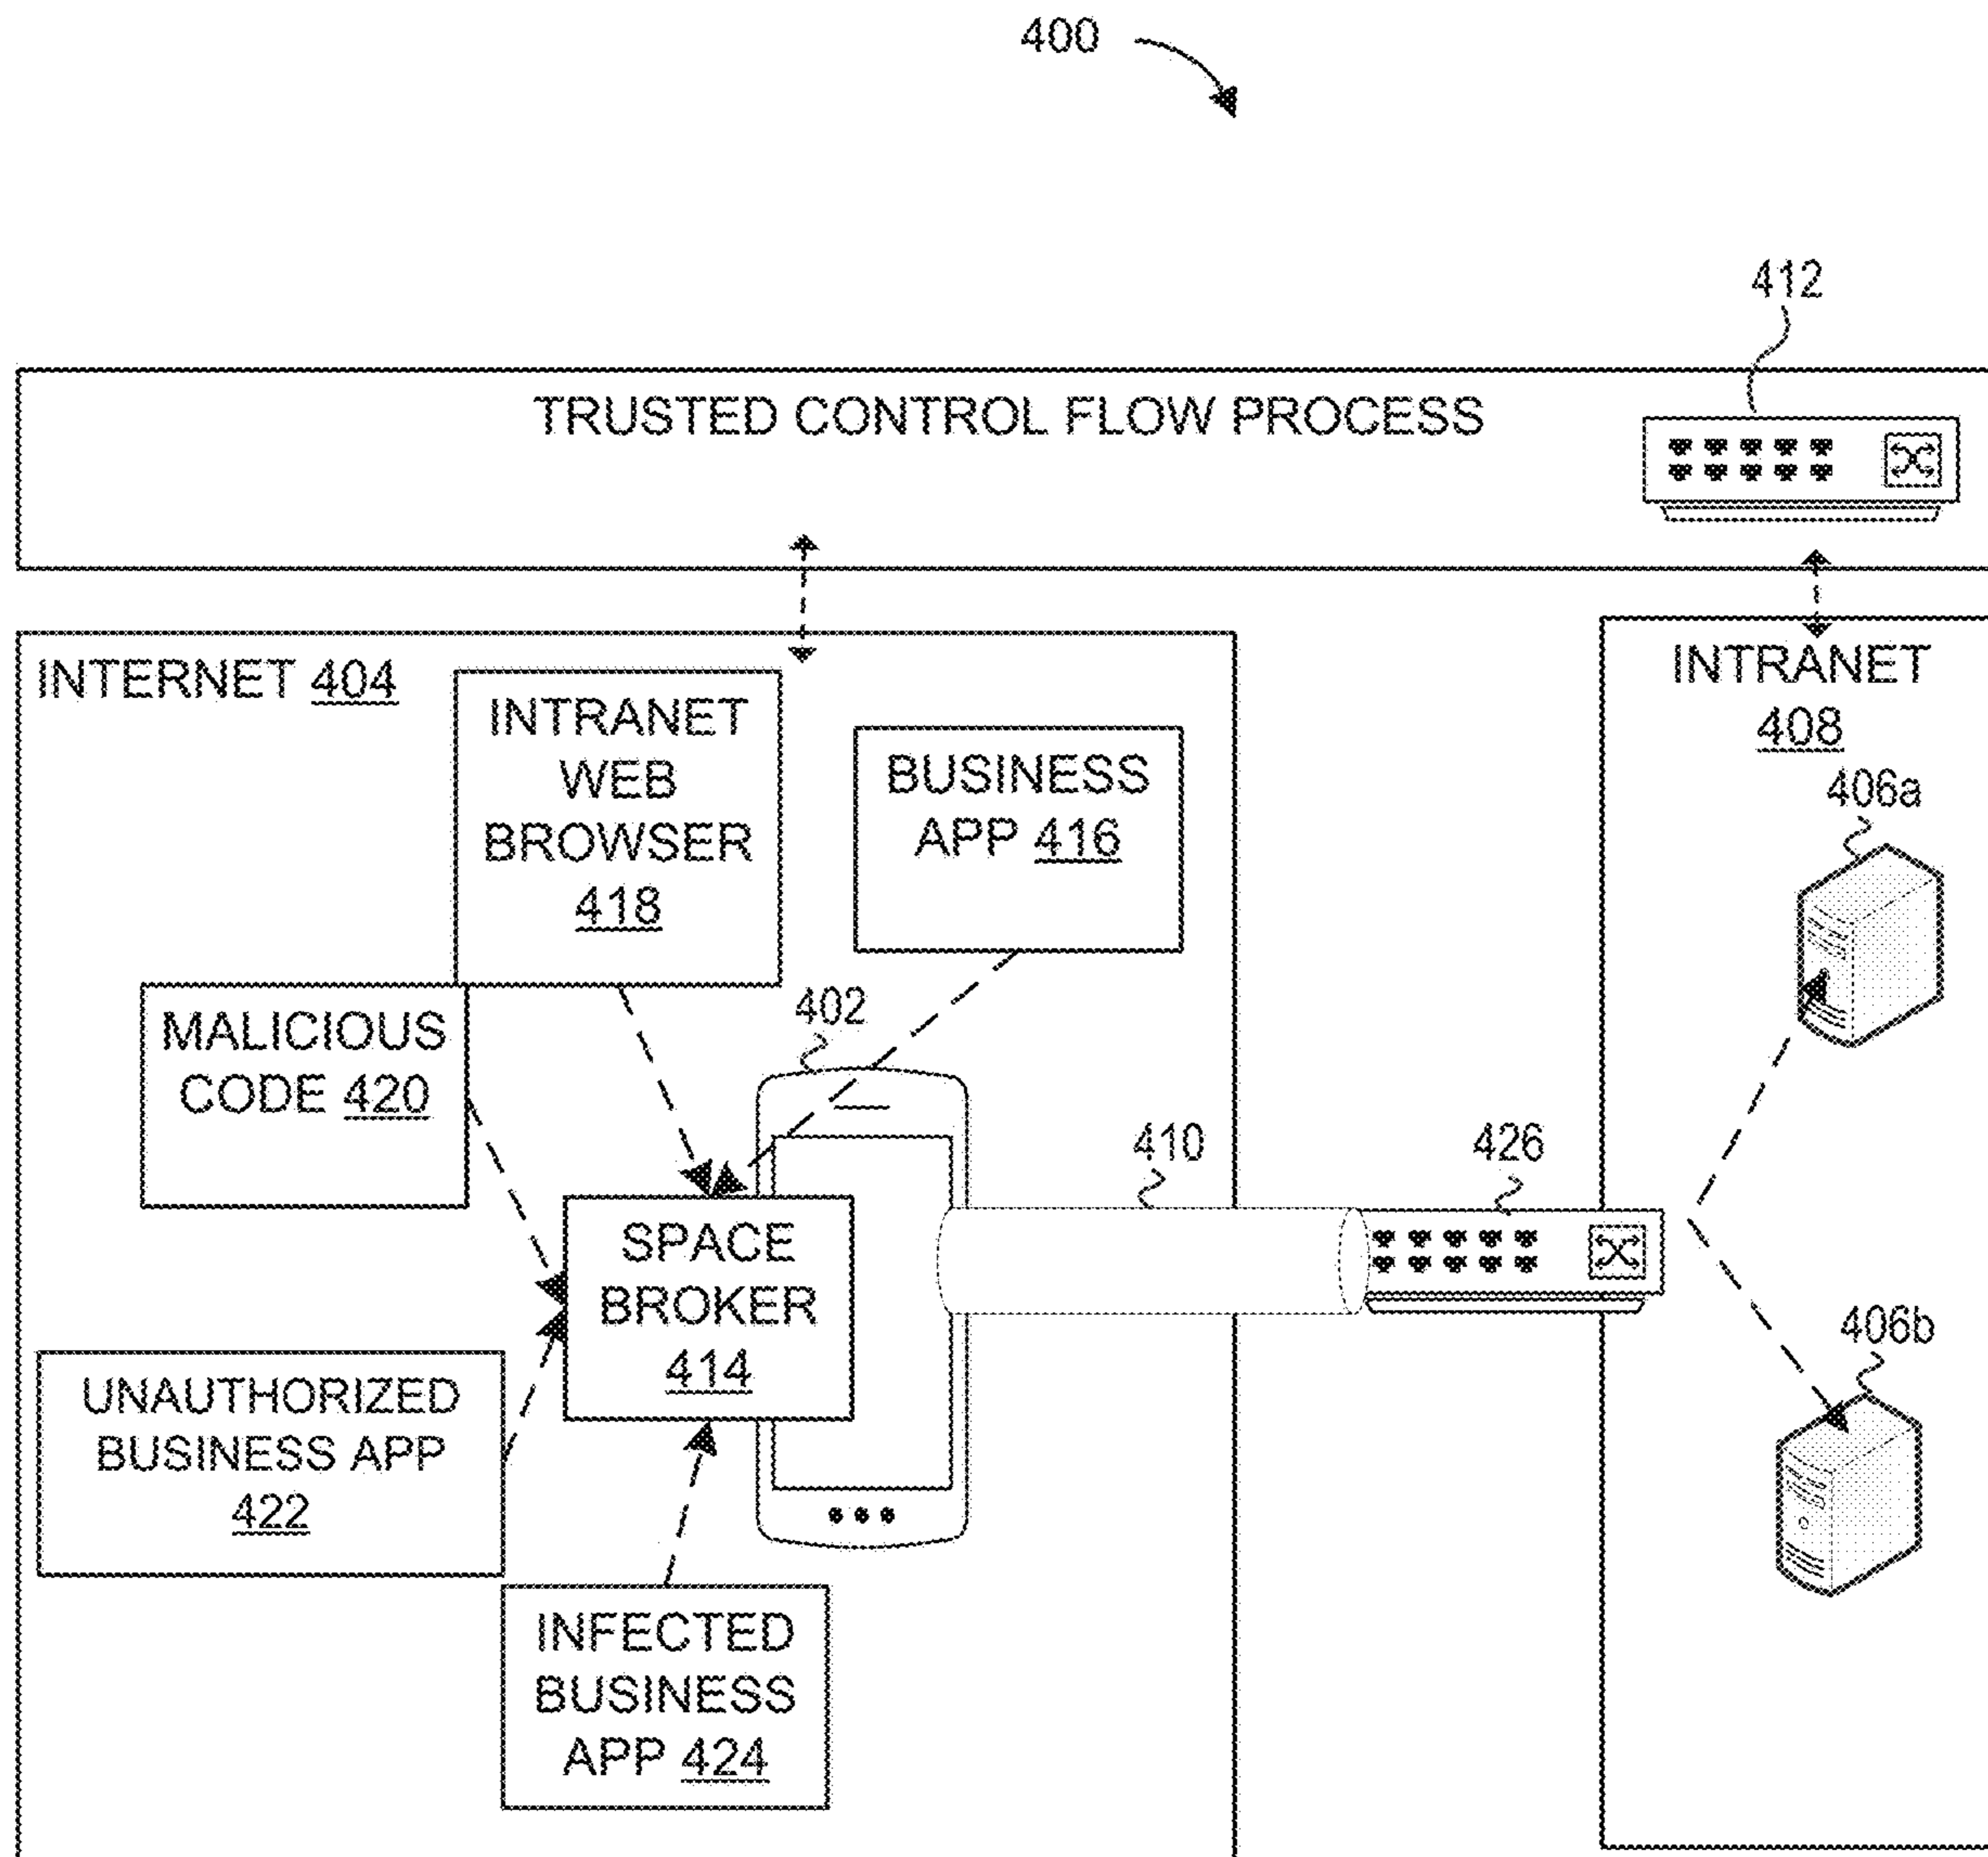 400
412
TRUSTED CONTROL FLOW PROCESS
INTERNET 404
INTRANET
WEB
BROWSER
418
BUSINESS
APP 416
INTRANET
408
406a
MALICIOUS
CODE 420
402
410
426
SPACE
BROKER
414
406b
UNAUTHORIZED
BUSINESS APP
422
INFECTED
BUSINESS
APP 424